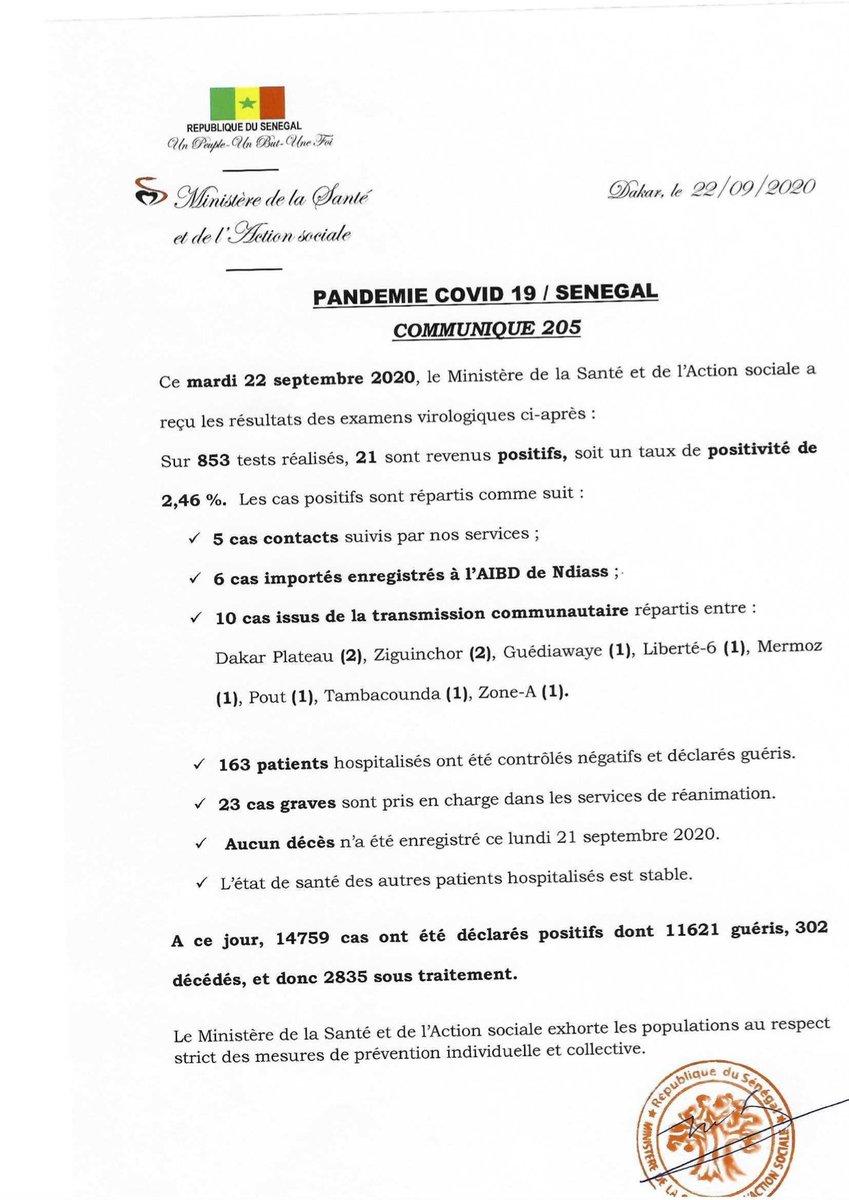 REPUBLIQUE DU SENEGAL
Un Peuple-Un But-Une Foi
Ministère de la Santé
et de l'Action sociale
Dakar, le 22/09/2020
PANDEMIE COVID 19 / SENEGAL
COMMUNIQUE 205
Ce mardi 22 septembre 2020, le Ministère de la Santé et de l'Action sociale a
reçu les résultats des examens virologiques ci-après :
Sur 853 tests réalisés, 21 sont revenus positifs, soit un taux de positivité de
2,46 %. Les cas positifs sont répartis comme suit :
✓ 5 cas contacts suivis par nos services ;
✓ 6 cas importés enregistrés à l'AIBD de Ndiass ;
✓ 10 cas issus de la transmission communautaire répartis entre :
Dakar Plateau (2), Ziguinchor (2), Guédiawaye (1), Liberté-6 (1), Mermoz
(1), Pout (1), Tambacounda (1), Zone-A (1).
✓ 163 patients hospitalisés ont été contrôlés négatifs et déclarés guéris.
✓ 23 cas graves sont pris en charge dans les services de réanimation.
✓ Aucun décès n'a été enregistré ce lundi 21 septembre 2020.
✓ L'état de santé des autres patients hospitalisés est stable.
A ce jour, 14759 cas ont été déclarés positifs dont 11621 guéris, 302
décédés, et donc 2835 sous traitement.
Le Ministère de la Santé et de l'Action sociale exhorte les populations au respect
strict des mesures de prévention individuelle et collective.
République du Sénégal
MINISTÈRE DE LA S L'ACTION SOCIALE